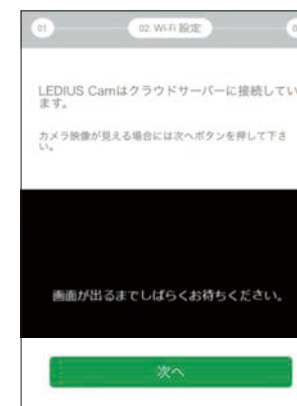 01
02. Wi-Fi 設定
0
LEDIUS Camはクラウドサーバーに接続してい
ます。
カメラ映像が見える場合には次へボタンを押して下さ
い。
画面が出るまでしばらくお待ちください。
次へ